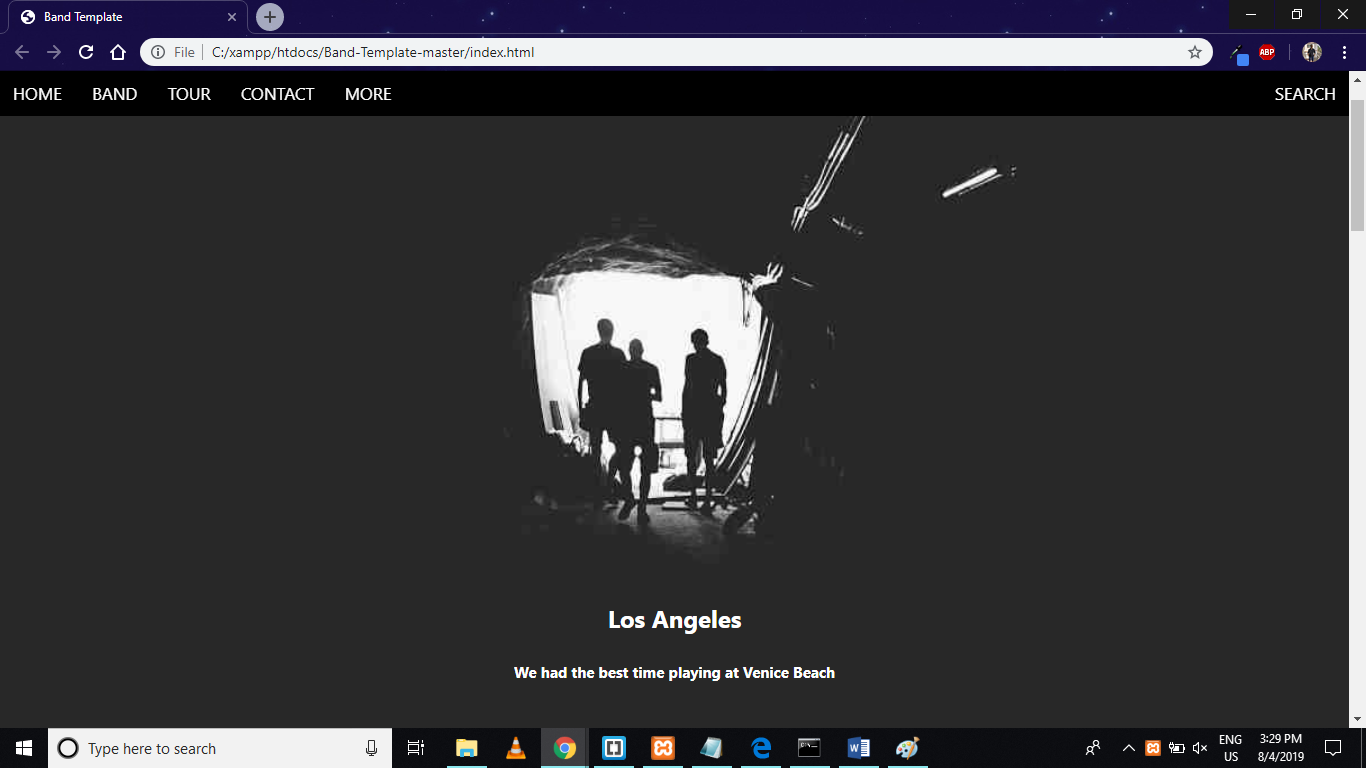 Band Template
File C:/xampp/htdocs/Band-Template-master/index.html
ABP
HOME BAND TOUR CONTACT MORE SEARCH
Los Angeles
We had the best time playing at Venice Beach
Type here to search
ENG
US
3:29 PM
8/4/2019